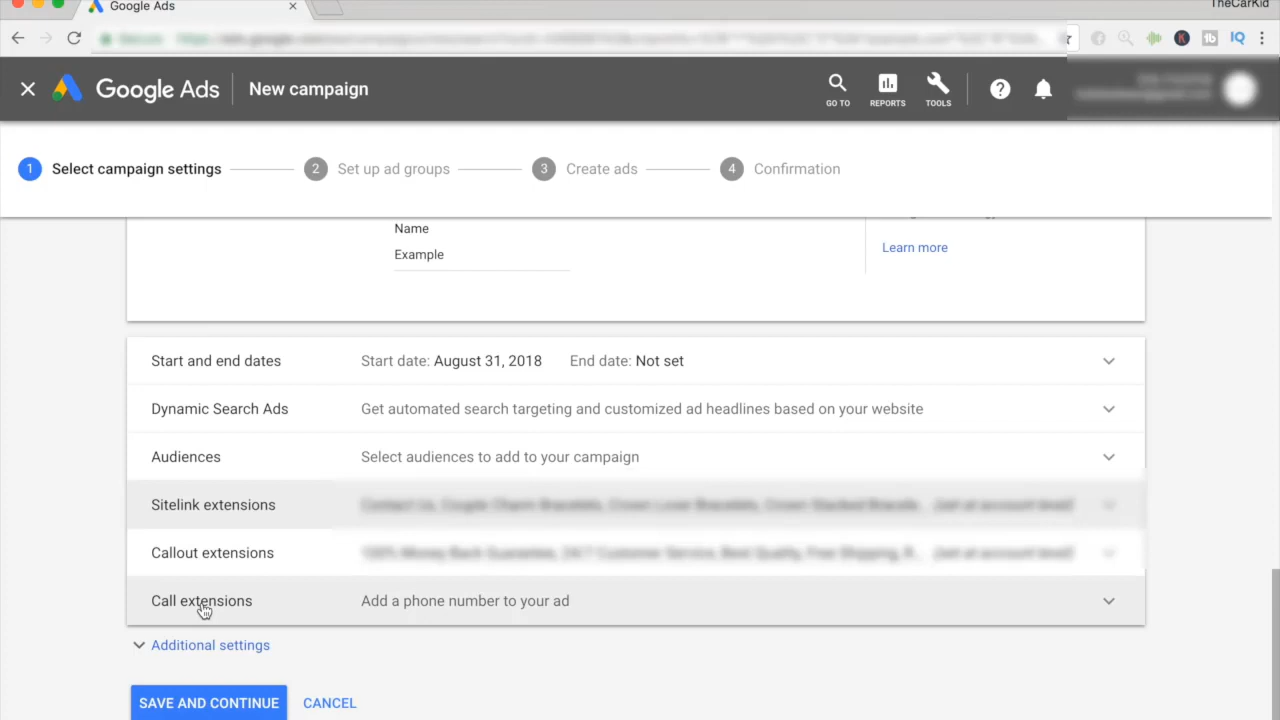 Google Ads
TheCarKid
Google Ads New campaign
GO TO REPORTS TOOLS
1 Select campaign settings 2 Set up ad groups 3 Create ads 4 Confirmation
Name
Learn more
Example
Start and end dates Start date: August 31, 2018 End date: Not set
Dynamic Search Ads Get automated search targeting and customized ad headlines based on your website
Audiences Select audiences to add to your campaign
Sitelink extensions
Callout extensions
Call extensions Add a phone number to your ad
Additional settings
SAVE AND CONTINUE CANCEL